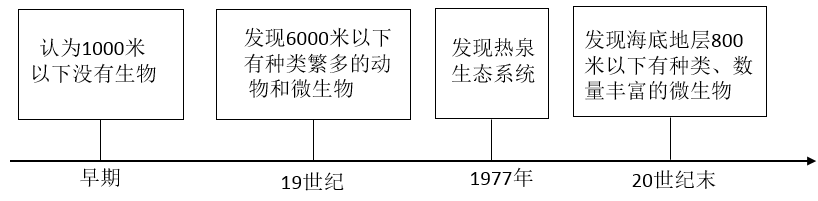 认为1000米
以下没有生物
发现6000米以下
有种类繁多的动
物和微生物
发现热泉
生态系统
发现海底地层800
米以下有种类、数
量丰富的微生物
早期
19世纪
1977年
20世纪末